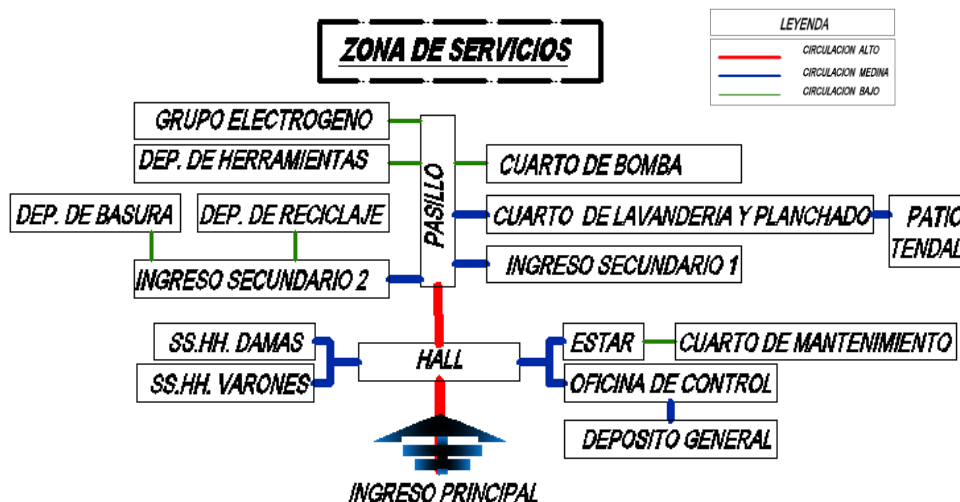 ZONA DE SERVICIOS
LEYENDA
CIRCULACION ALTO
CIRCULACION MEDINA
CIRCULACION BAJO
GRUPO ELECTROGENO
DEP. DE HERRAMIENTAS
PASILLO
CUARTO DE BOMBA
DEP. DE BASURA
DEP. DE RECICLAJE
CUARTO DE LAVANDERIA Y PLANCHADO
PATIO
TENDAL
INGRESO SECUNDARIO 2
INGRESO SECUNDARIO 1
SS.HH. DAMAS
HALL
ESTAR
CUARTO DE MANTENIMIENTO
SS.HH. VARONES
OFICINA DE CONTROL
DEPOSITO GENERAL
INGRESO PRINCIPAL